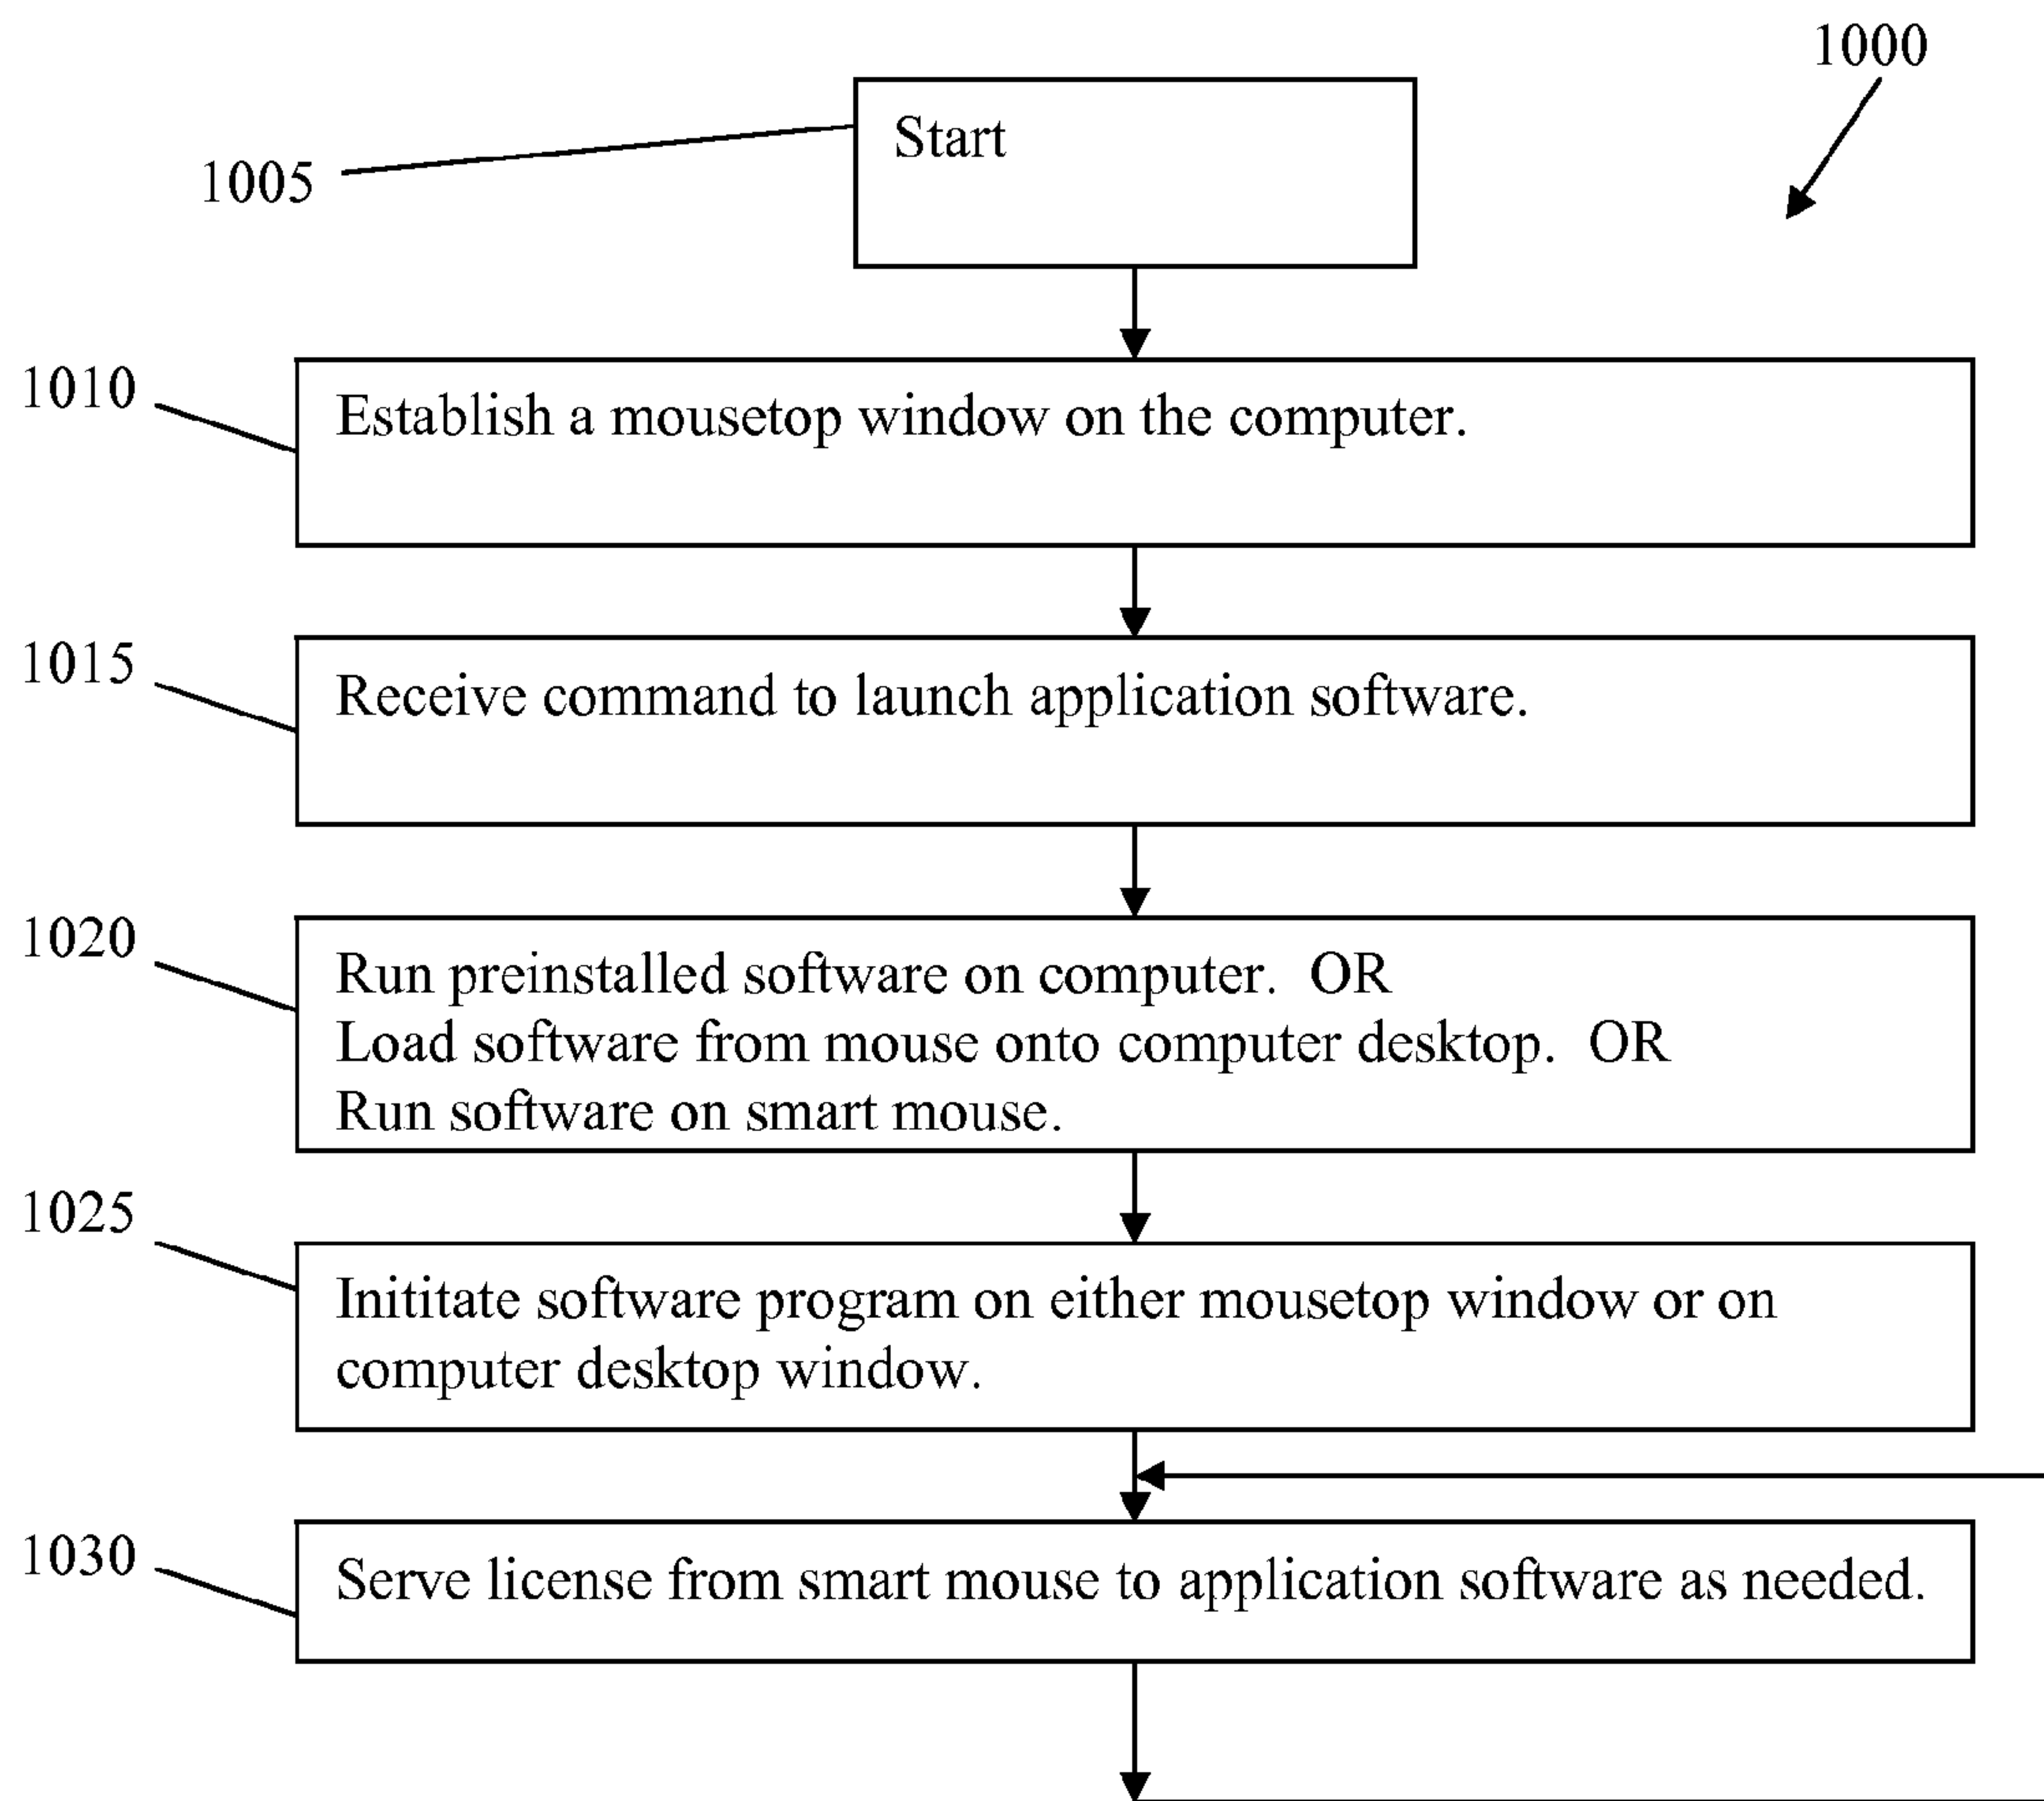 1000
Start
1005
1010
Establish a mousetop window on the computer.
1015
Receive command to launch application software.
1020
Run preinstalled software on computer.  OR
Load software from mouse onto computer desktop.  OR
Run software on smart mouse.
1025
Inititate software program on either mousetop window or on
computer desktop window.
1030
Serve license from smart mouse to application software as needed.